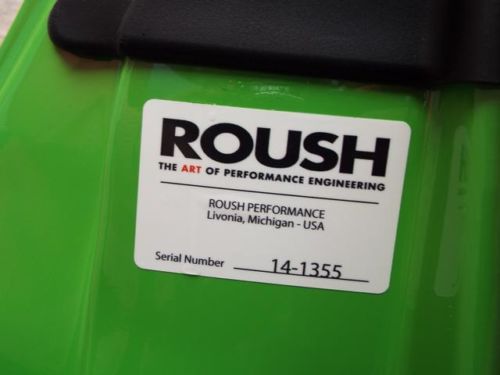 ROUSH
THE ART OF PERFORMANCE ENGINEERING
ROUSH PERFORMANCE
Livonia, Michigan - USA
Serial Number 14-1355